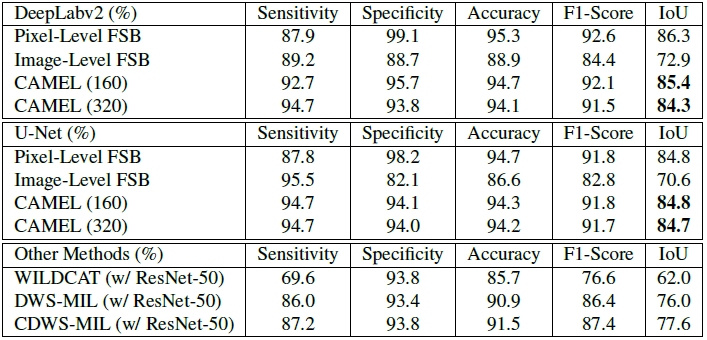 DeepLabv2 (%) Sensitivity Specificity Accuracy F1-Score IoU
Pixel-Level FSB 87.9 99.1 95.3 92.6 86.3
Image-Level FSB 89.2 88.7 88.9 84.4 72.9
CAMEL (160) 92.7 95.7 94.7 92.1 85.4
CAMEL (320) 94.7 93.8 94.1 91.5 84.3
U-Net (%) Sensitivity Specificity Accuracy F1-Score IoU
Pixel-Level FSB 87.8 98.2 94.7 91.8 84.8
Image-Level FSB 95.5 82.1 86.6 82.8 70.6
CAMEL (160) 94.7 94.1 94.3 91.8 84.8
CAMEL (320) 94.7 94.0 94.2 91.7 84.7
Other Methods (%) Sensitivity Specificity Accuracy F1-Score IoU
WILDCAT (w/ ResNet-50) 69.6 93.8 85.7 76.6 62.0
DWS-MIL (w/ ResNet-50) 86.0 93.4 90.9 86.4 76.0
CDWS-MIL (w/ ResNet-50) 87.2 93.8 91.5 87.4 77.6